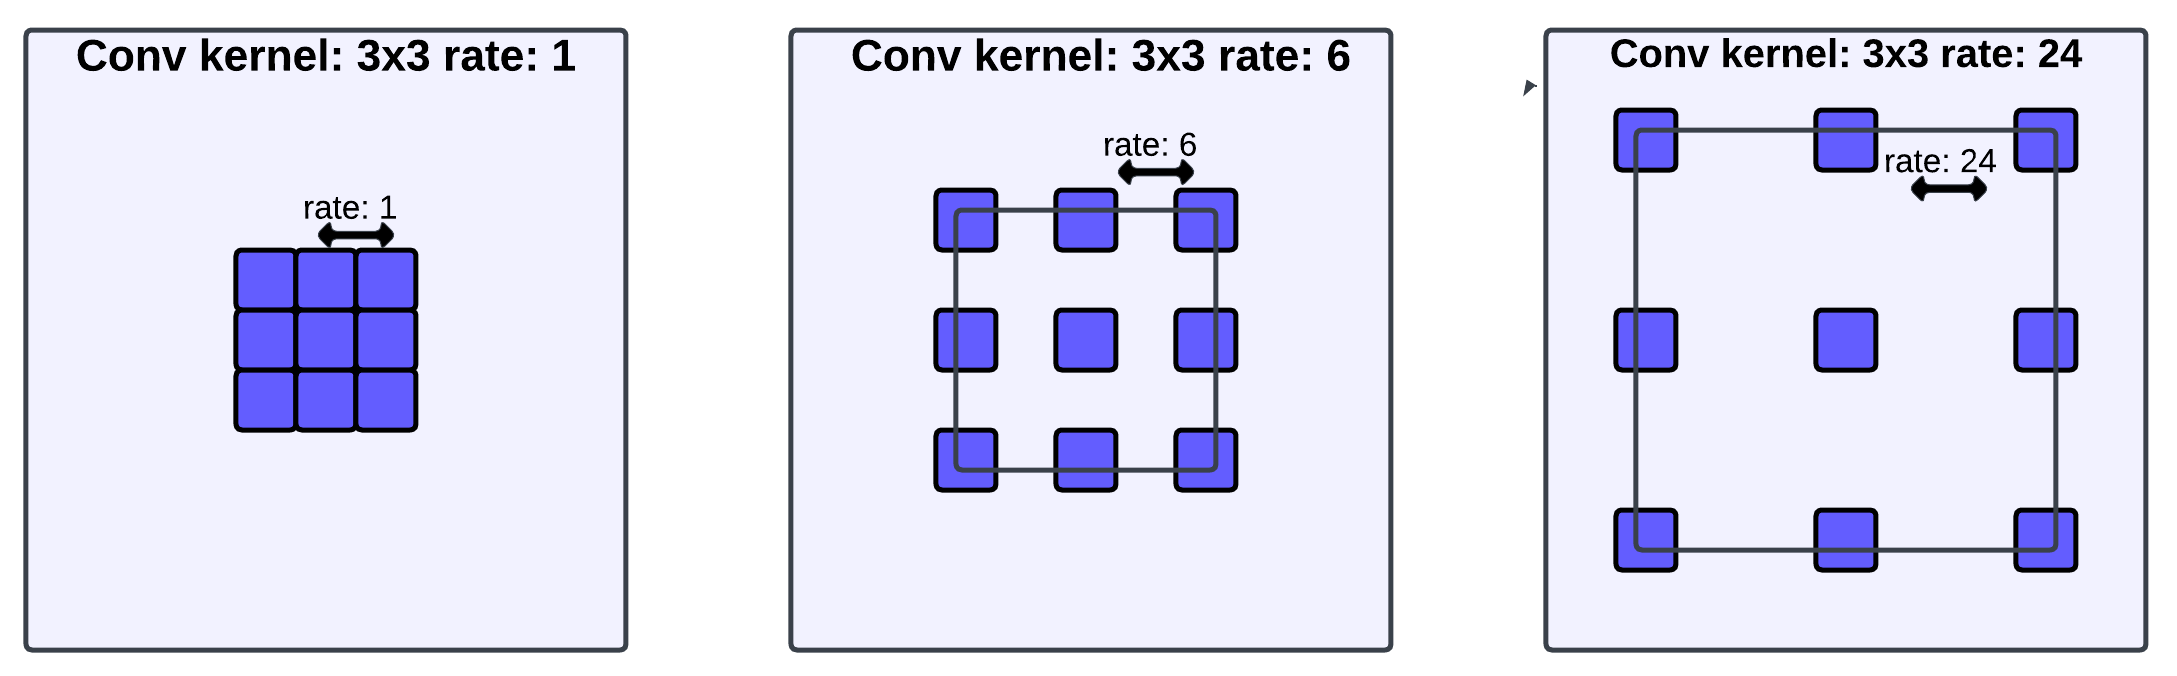 Conv kernel: 3x3 rate: 1
rate: 1
Conv kernel: 3x3 rate: 6
rate: 6
Conv kernel: 3x3 rate: 24
rate: 24